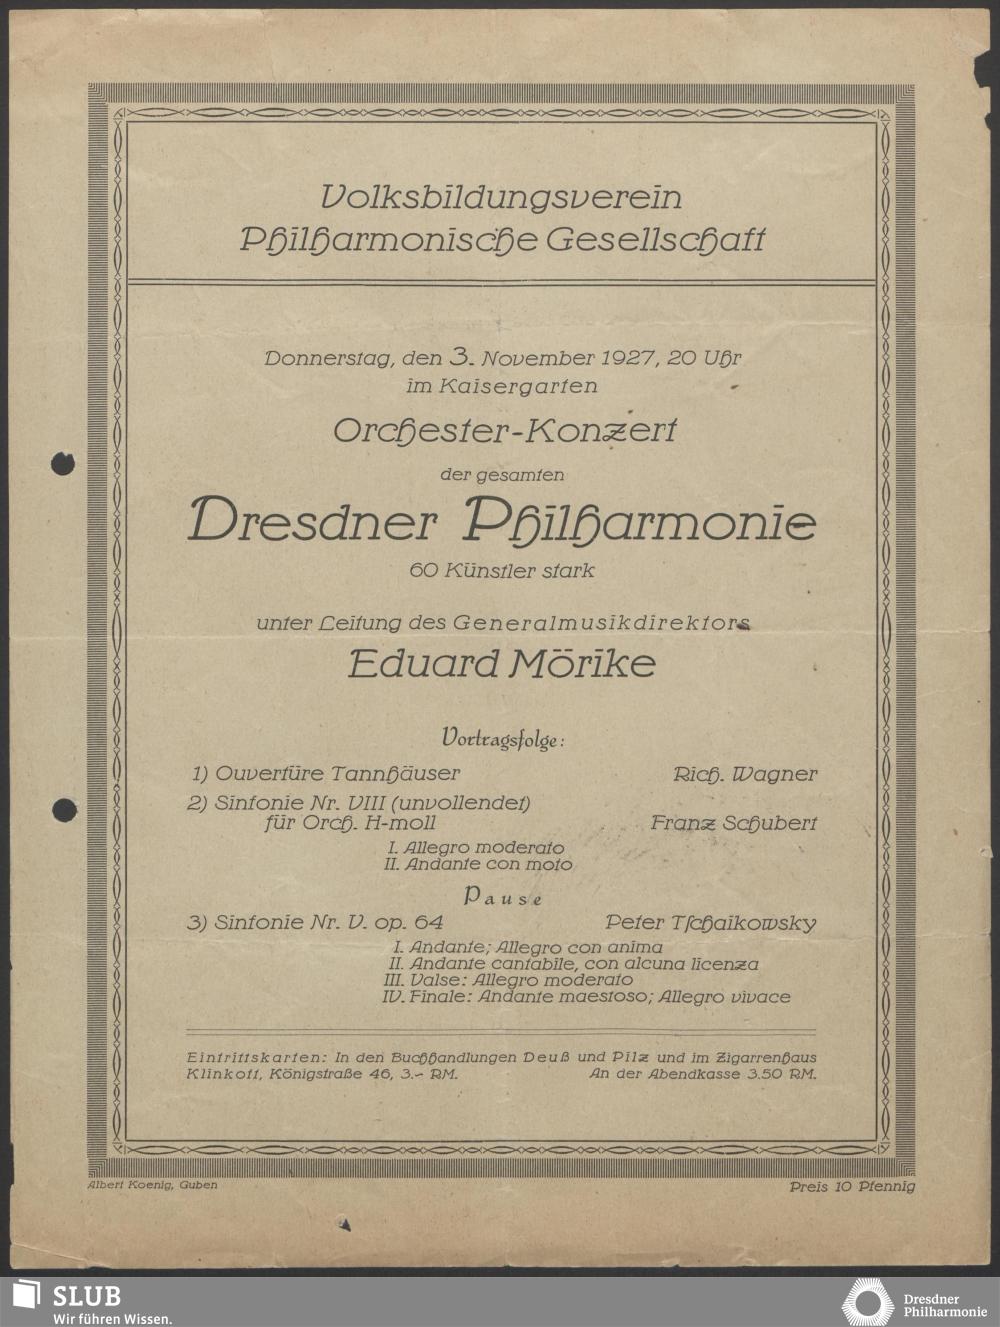 Volksbildungsverein
Philharmonische Gesellschaft
Donnerstag, den 3. November 1927, 20 Uhr
im Kaisergarten
Orchester-Konzert
der gesamten
Dresdner Philharmonie
60 Künstler stark
unter Leitung des Generalmusikdirektors
Eduard Mörike
Vortragsfolge:
1) Ouvertüre Tannhäuser Rich. Wagner
2) Sinfonie Nr. VIII (unvollendet)
für Orch. H-moll Franz Schubert
I. Allegro moderato
II. Andante con moto
Pause
3) Sinfonie Nr. V. op. 64 Peter Tſchaikowsky
I. Andante; Allegro con anima
II. Andante cantabile, con alcuna licenza
III. Valse: Allegro moderato
IV. Finale: Andante maestoso; Allegro vivace
Eintrittskarten: In den Buchhandlungen Deuß und Pilz und im Zigarrenhaus
Klinkott, Königstraße 46, 3.- RM. An der Abendkasse 3.50 RM.
Albert Koenig, Guben Preis 10 Pfennig
SLUB
Wir führen Wissen.
Dresdner
Philharmonie